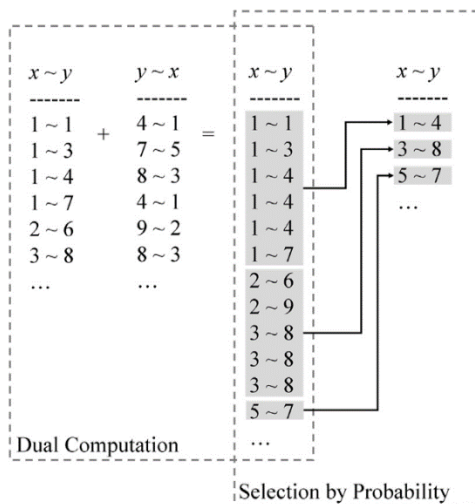 x ~ y y ~ x x ~ y x ~ y
------- ------- ------- -------
1 ~ 1 + 4 ~ 1 = 1 ~ 1 1 ~ 4
1 ~ 3 7 ~ 5 1 ~ 3 3 ~ 8
1 ~ 4 8 ~ 3 1 ~ 4 5 ~ 7
1 ~ 7 4 ~ 1 1 ~ 4 …
2 ~ 6 9 ~ 2 1 ~ 4
3 ~ 8 8 ~ 3 1 ~ 7
… … 2 ~ 6
2 ~ 9
3 ~ 8
3 ~ 8
3 ~ 8
5 ~ 7
Dual Computation …
Selection by Probability